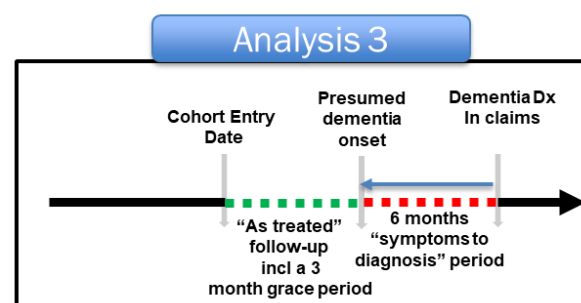 Analysis 3
Cohort Entry
Date
Presumed
dementia
onset
Dementia Dx
In claims
“As treated”
follow-up
incl a 3
month grace period
6 months
“symptoms to
diagnosis” period